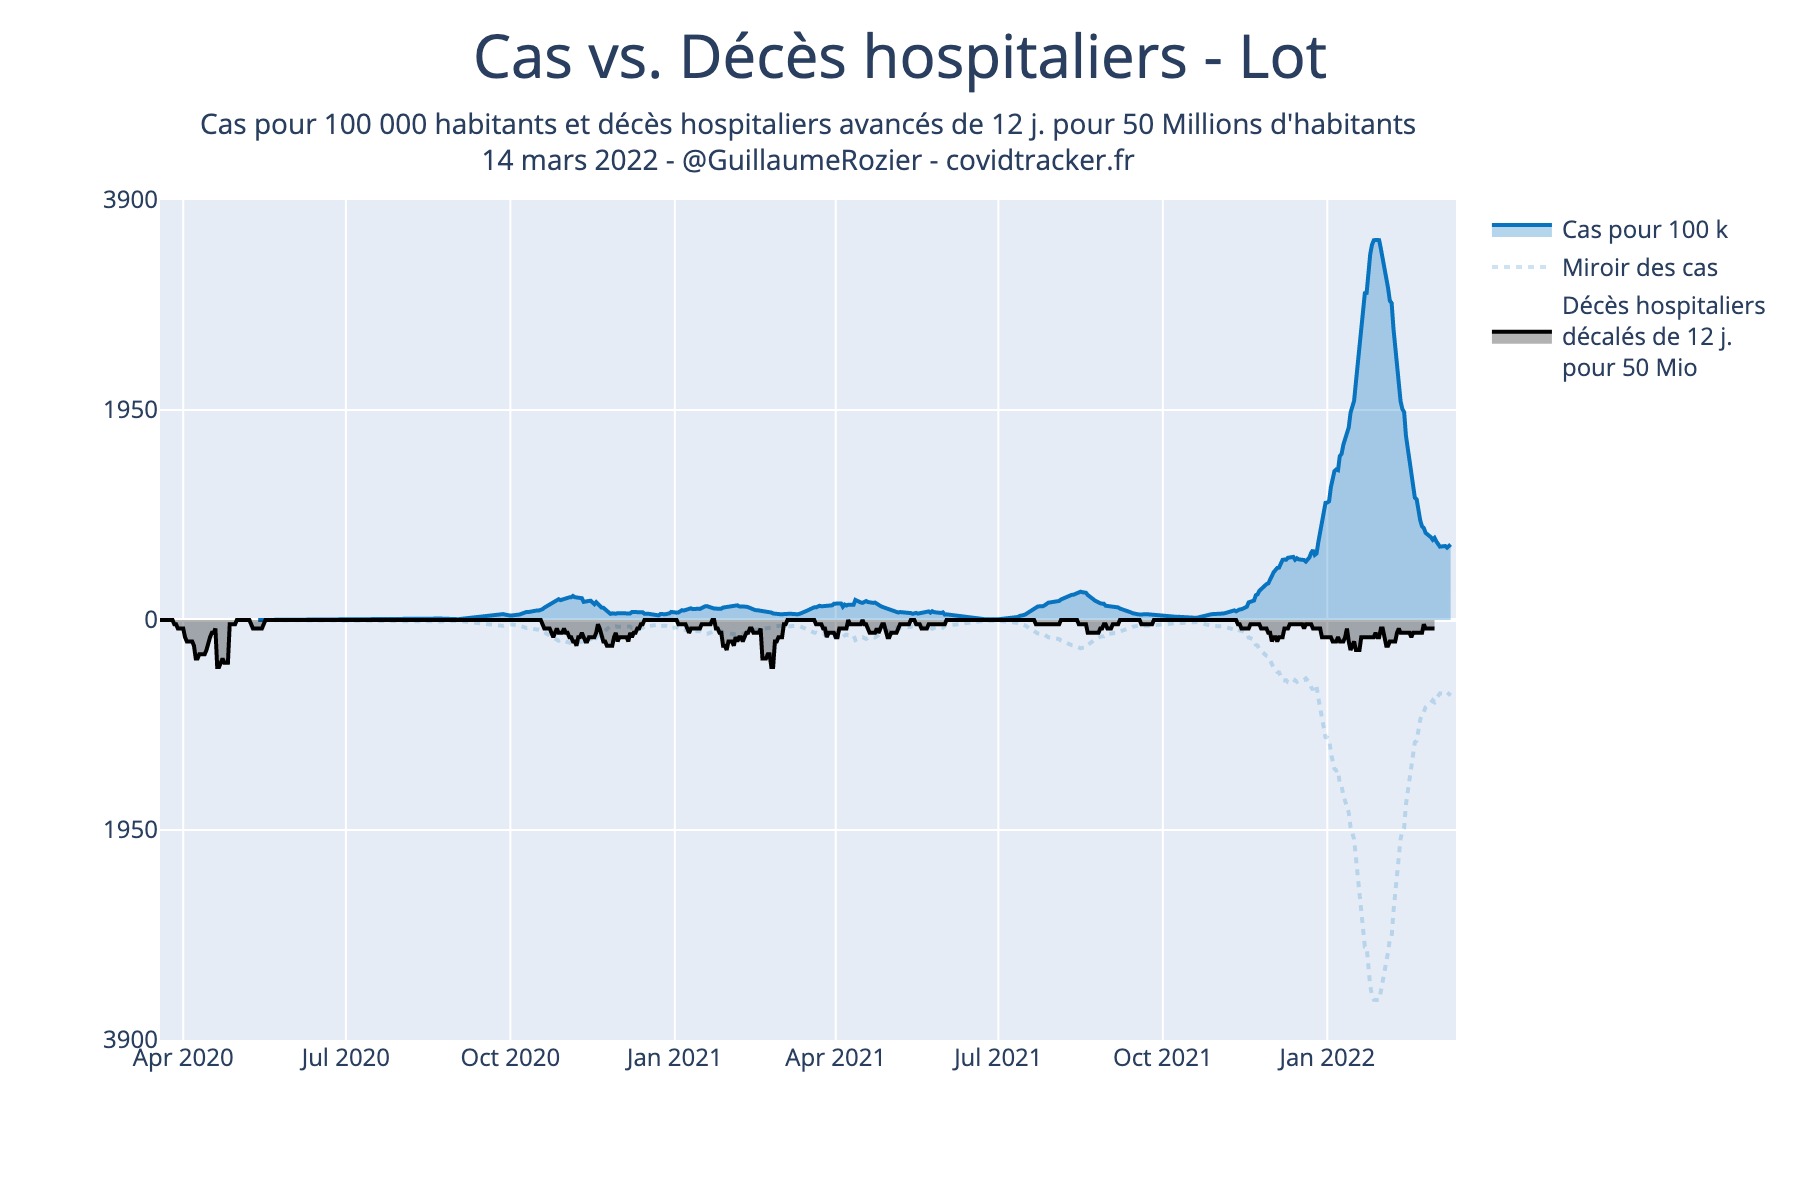 Cas vs. Décès hospitaliers - Lot
Cas pour 100 000 habitants et décès hospitaliers avancés de 12 j. pour 50 Millions d'habitants
14 mars 2022 - @GuillaumeRozier - covidtracker.fr
3900
1950
0
1950
3900
Apr 2020
Jul 2020
Oct 2020
Jan 2021
Apr 2021
Jul 2021
Oct 2021
Jan 2022
Cas pour 100 k
Miroir des cas
Décès hospitaliers
décalés de 12 j.
pour 50 Mio